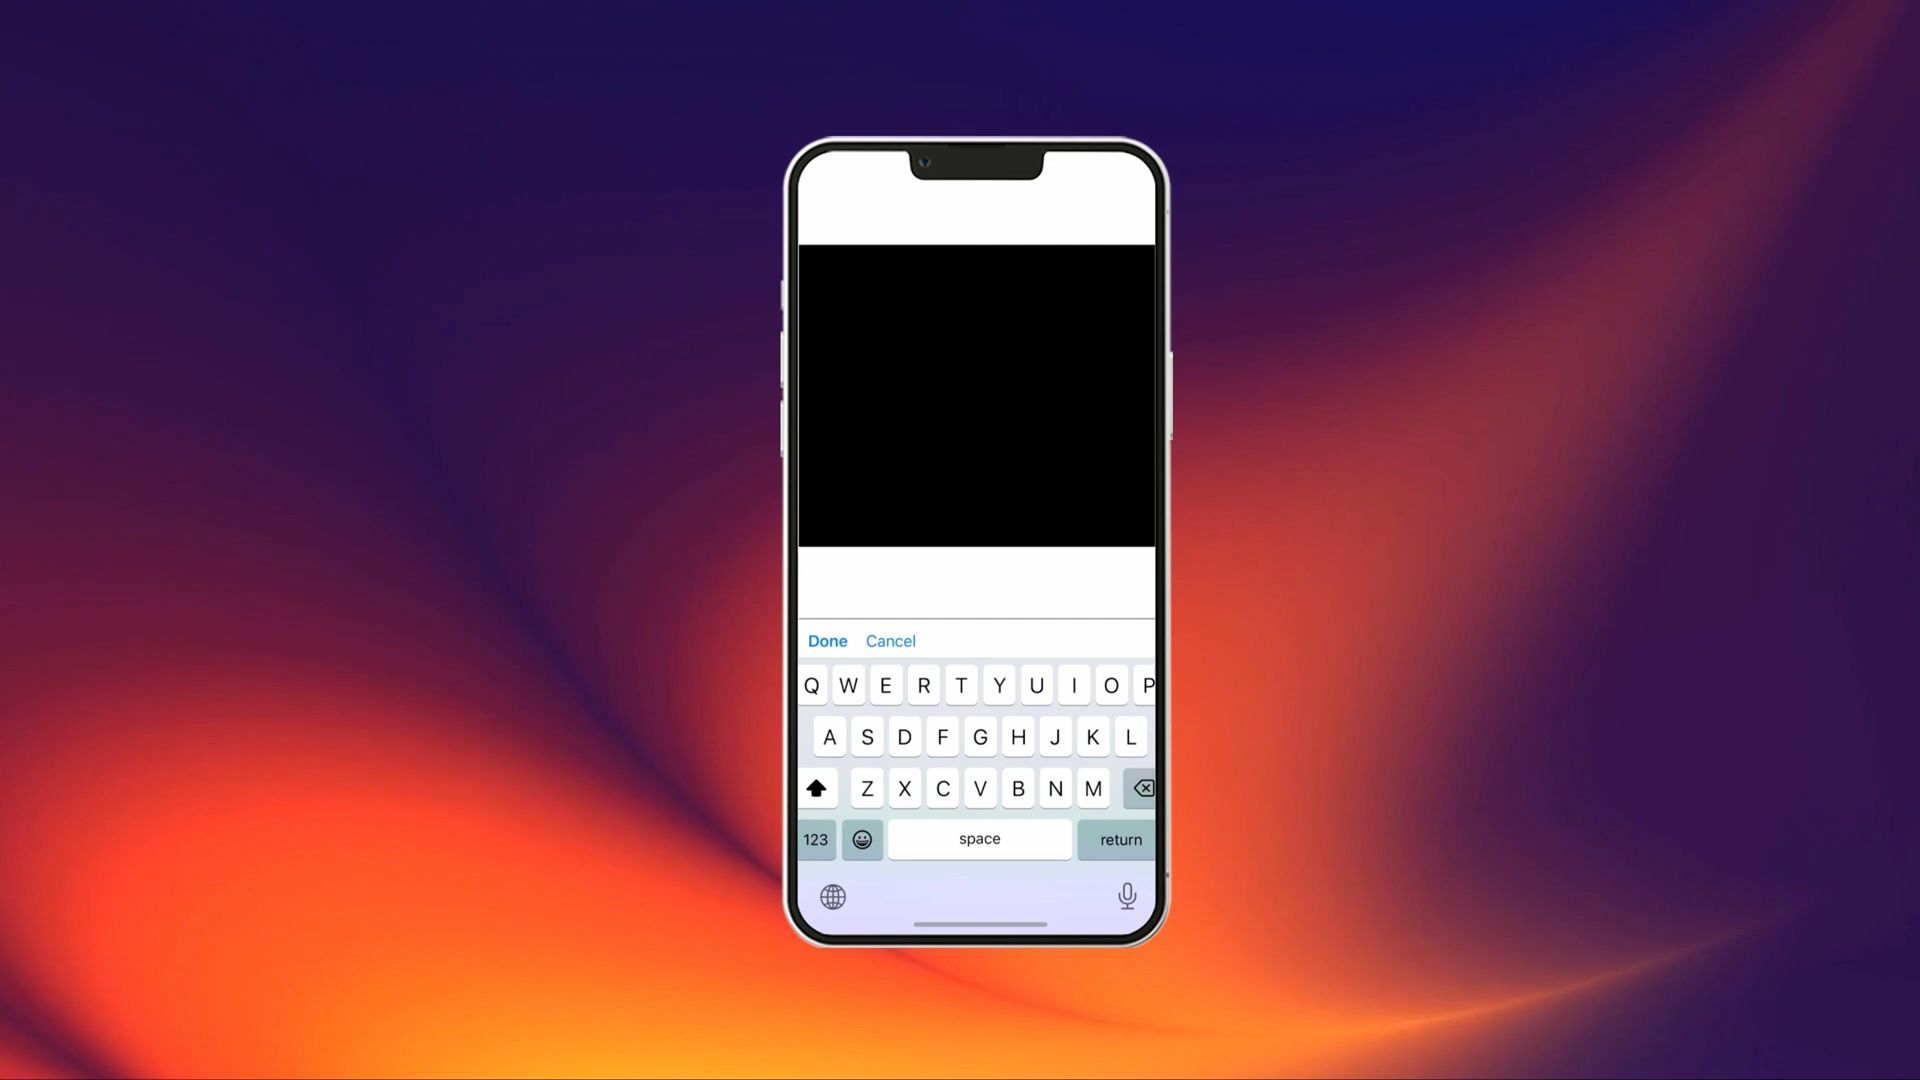 Done Cancel
Q W E R T Y U I O P
A S D F G H J K L
Z X C V B N M
123 space return